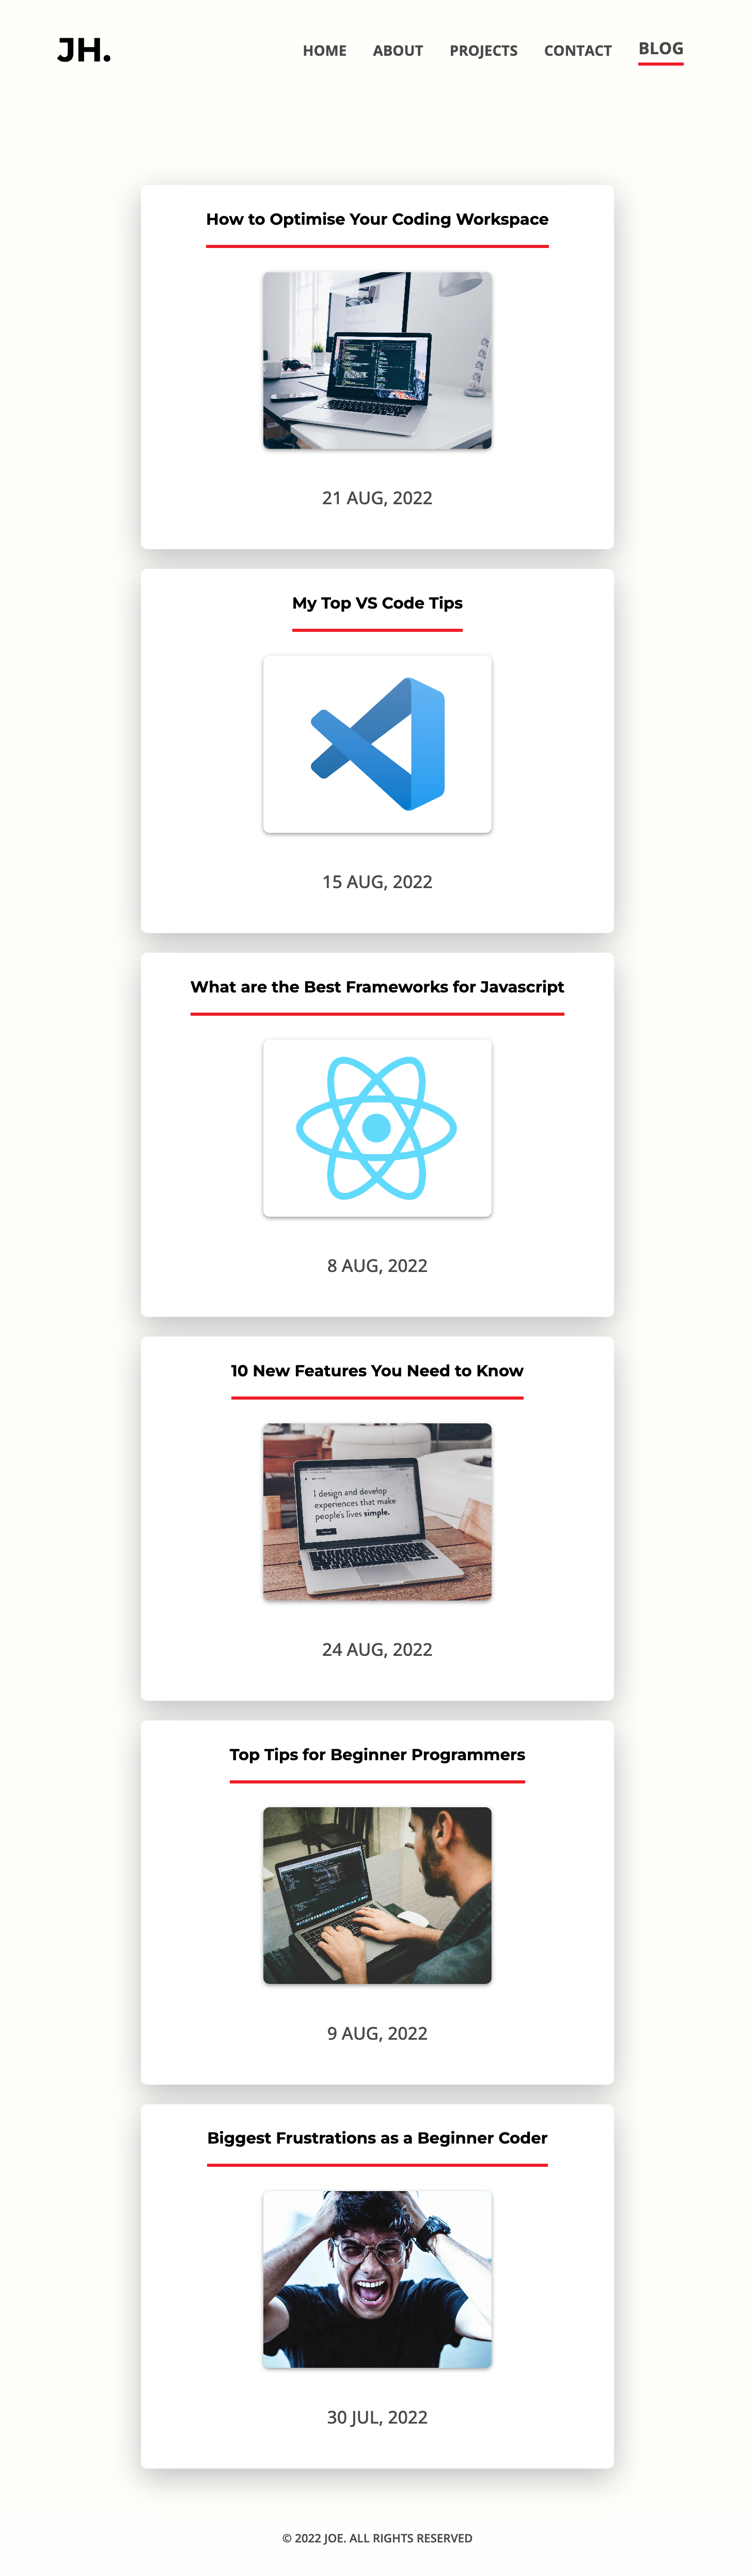 JH.
HOME ABOUT PROJECTS CONTACT BLOG
How to Optimise Your Coding Workspace
21 AUG, 2022
My Top VS Code Tips
15 AUG, 2022
What are the Best Frameworks for Javascript
8 AUG, 2022
10 New Features You Need to Know
I design and develop
experiences that make
people's lives simple.
24 AUG, 2022
Top Tips for Beginner Programmers
9 AUG, 2022
Biggest Frustrations as a Beginner Coder
30 JUL, 2022
© 2022 JOE. ALL RIGHTS RESERVED